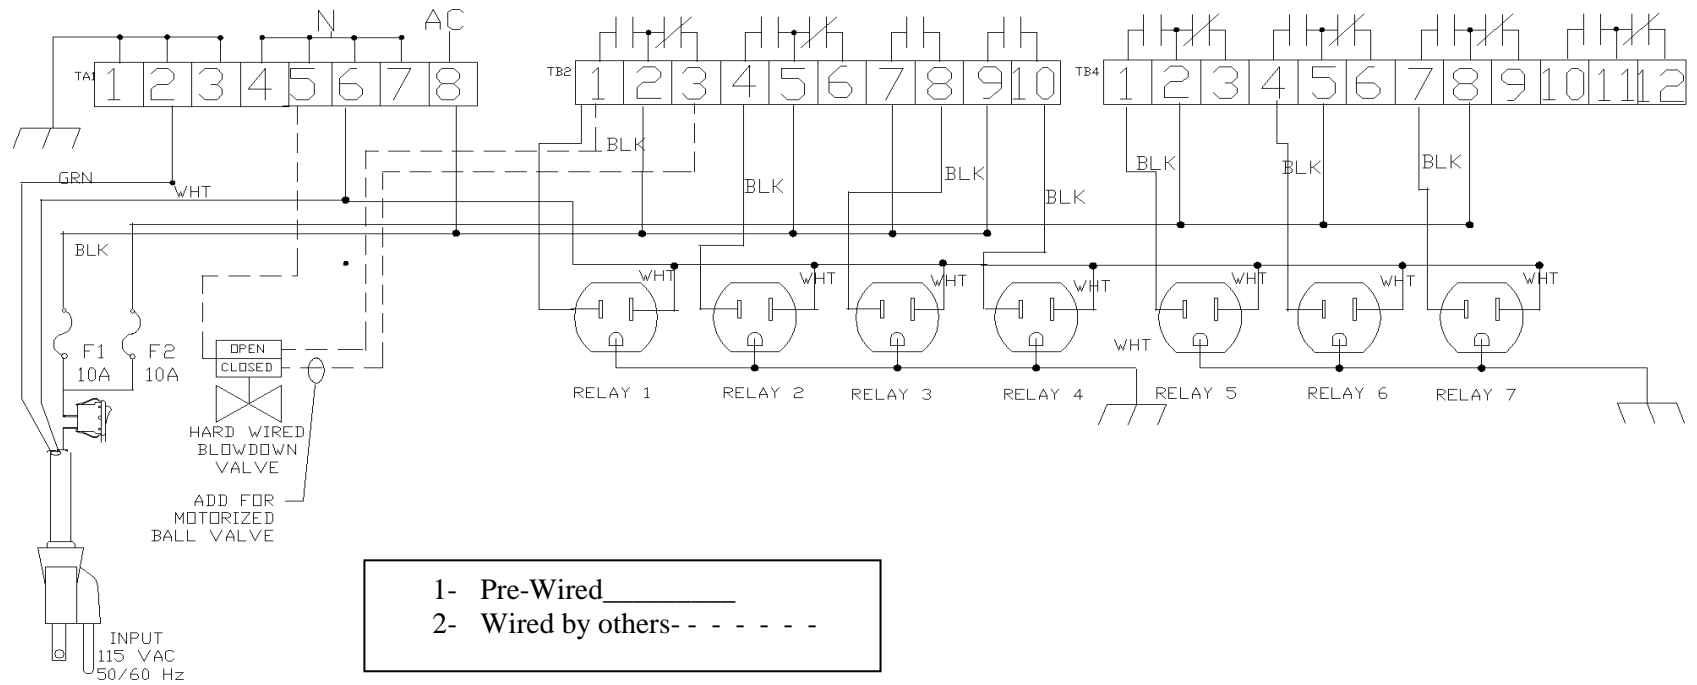 N
AC
TA1 1 2 3 4 5 6 7 8
TB2 1 2 3 4 5 6 7 8 9 10
TB4 1 2 3 4 5 6 7 8 9 10 11 12
BLK
BLK
BLK
BLK
BLK
BLK
BLK
GRN
WHT
BLK
WHT
WHT
WHT
WHT
WHT
WHT
WHT
WHT
F1
10A
F2
10A
OPEN
CLOSED
HARD WIRED
BLOWDOWN
VALVE
ADD FOR
MOTORIZED
BALL VALVE
RELAY 1
RELAY 2
RELAY 3
RELAY 4
RELAY 5
RELAY 6
RELAY 7
1- Pre-Wired_________
2- Wired by others- - - - - - -
INPUT
115 VAC
50/60 Hz